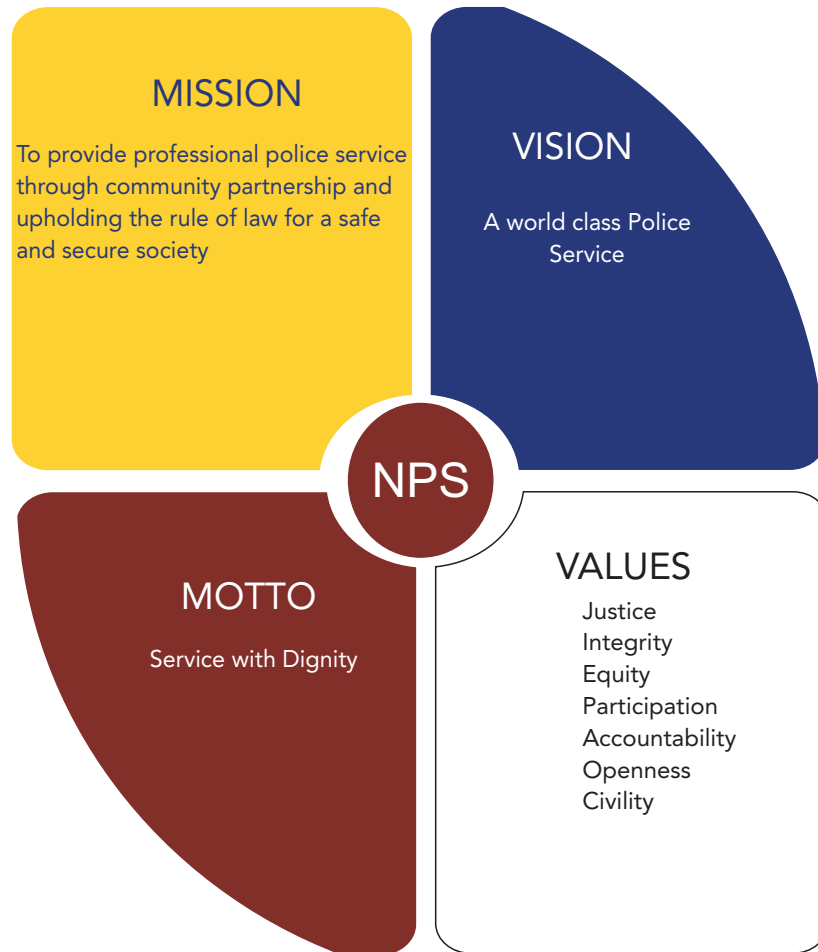 MISSION
To provide professional police service
through community partnership and
upholding the rule of law for a safe
and secure society
VISION
A world class Police
Service
NPS
MOTTO
Service with Dignity
VALUES
Justice
Integrity
Equity
Participation
Accountability
Openness
Civility